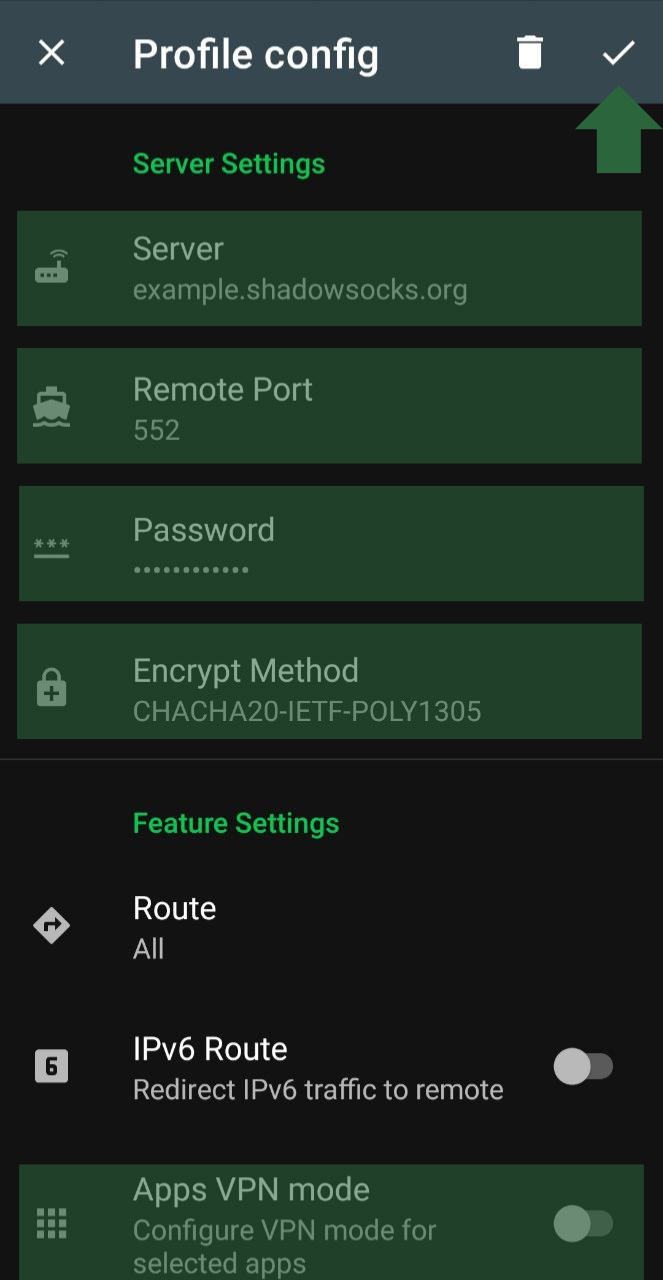 Profile config
Server Settings
Server
example.shadowsocks.org
Remote Port
552
Password
••••••••••••
Encrypt Method
CHACHA20-IETF-POLY1305
Feature Settings
Route
All
6
IPv6 Route
Redirect IPv6 traffic to remote
Apps VPN mode
Configure VPN mode for
selected apps